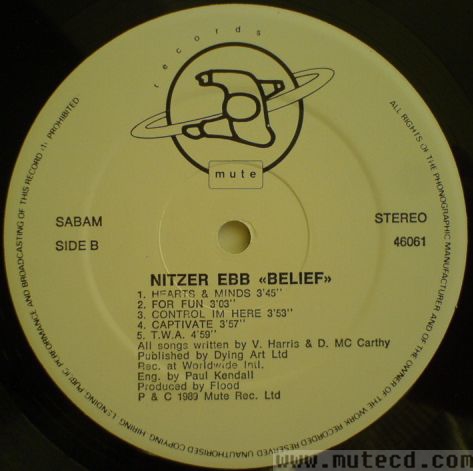 records
mute
ALL RIGHTS OF THE PHONOGRAPHIC MANUFACTURER AND OF THE OWNER OF THE WORK RECORDED RESERVED UNAUTHORISED COPYING HIRING LENDING PUBLIC PERFORMANCE AND BROADCASTING OF THIS RECORD PROHIBITED
SABAM
STEREO
SIDE B
46061
NITZER EBB «BELIEF»
1. HEARTS & MINDS 3'45"
2. FOR FUN 3'03"
3. CONTROL IM HERE 3'53"
4. CAPTIVATE 3'57"
5. T.W.A. 4'59"
All songs written by V. Harris & D. MC Carthy
Published by Dying Art Ltd
Rec. at Worldwide Intl.
Eng. by Paul Kendall
Produced by Flood
P & C 1989 Mute Rec. Ltd
www.mutecd.com